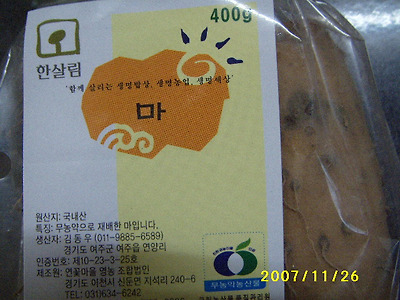 400g
한살림
'함께 살리는 생명밥상, 생명농업, 생명세상'
마
원산지: 국내산
특징: 무농약으로 재배한 마입니다.
생산자: 김 동 우 (011-9885-6589)
경기도 여주군 여주읍 연양리
인증번호: 제10-23-3-25호
제조원: 연꽃마을 영농 조합법인
경기도 이천시 신둔면 지석리 240-6
TEL: 031)634-6242
무농약농산물
2007/11/26